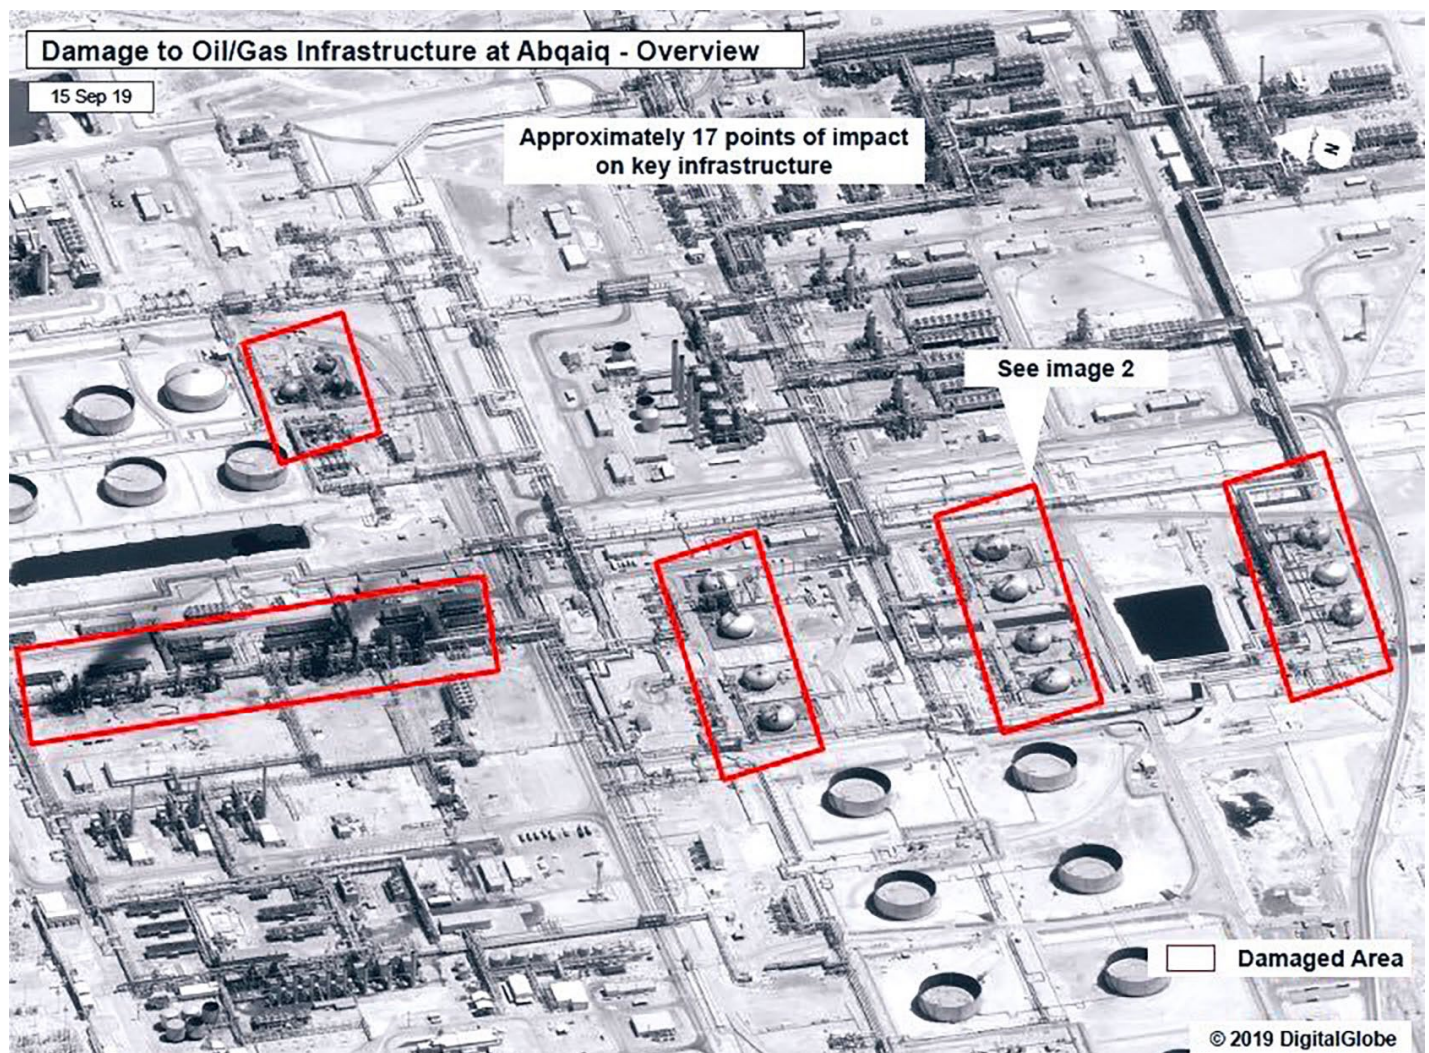 Damage to Oil/Gas Infrastructure at Abqaiq - Overview
15 Sep 19
Approximately 17 points of impact
on key infrastructure
N
See image 2
Damaged Area
© 2019 DigitalGlobe